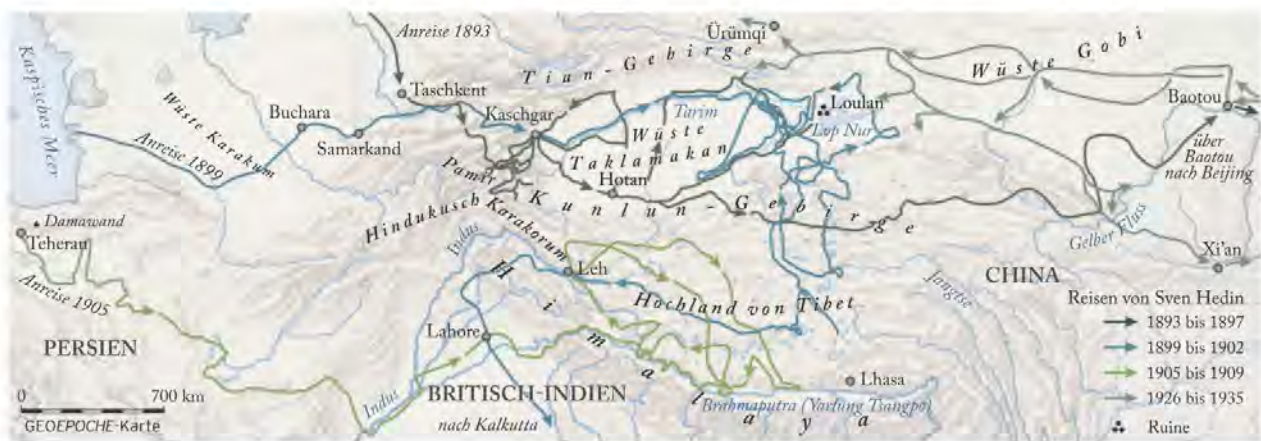 Anreise 1893
Ürümqi
Tian-Gebirge
Wüste Gobi
Kaspisches Meer
Taschkent
Kaschgar
Buchara
Samarkand
Wüste Karakum
Anreise 1899
Tarim
Loulan
Lop Nur
Baotou
Wüste
Taklamakan
Hotan
über
Baotou
nach Beijing
Pamir
Kunlun-Gebirge
Hindukusch
Karakorum
Damawand
Teheran
Indus
Leh
Gelber Fluss
Xi'an
CHINA
Anreise 1905
Himalaya
Hochland von Tibet
Jangtse
Lahore
PERSIEN
Indus
BRITISCH-INDIEN
nach Kalkutta
Lhasa
Brahmaputra (Yarlung Tsangpo)
Reisen von Sven Hedin
1893 bis 1897
1899 bis 1902
1905 bis 1909
1926 bis 1935
Ruine
0 700 km
GEOEPOCHE-Karte